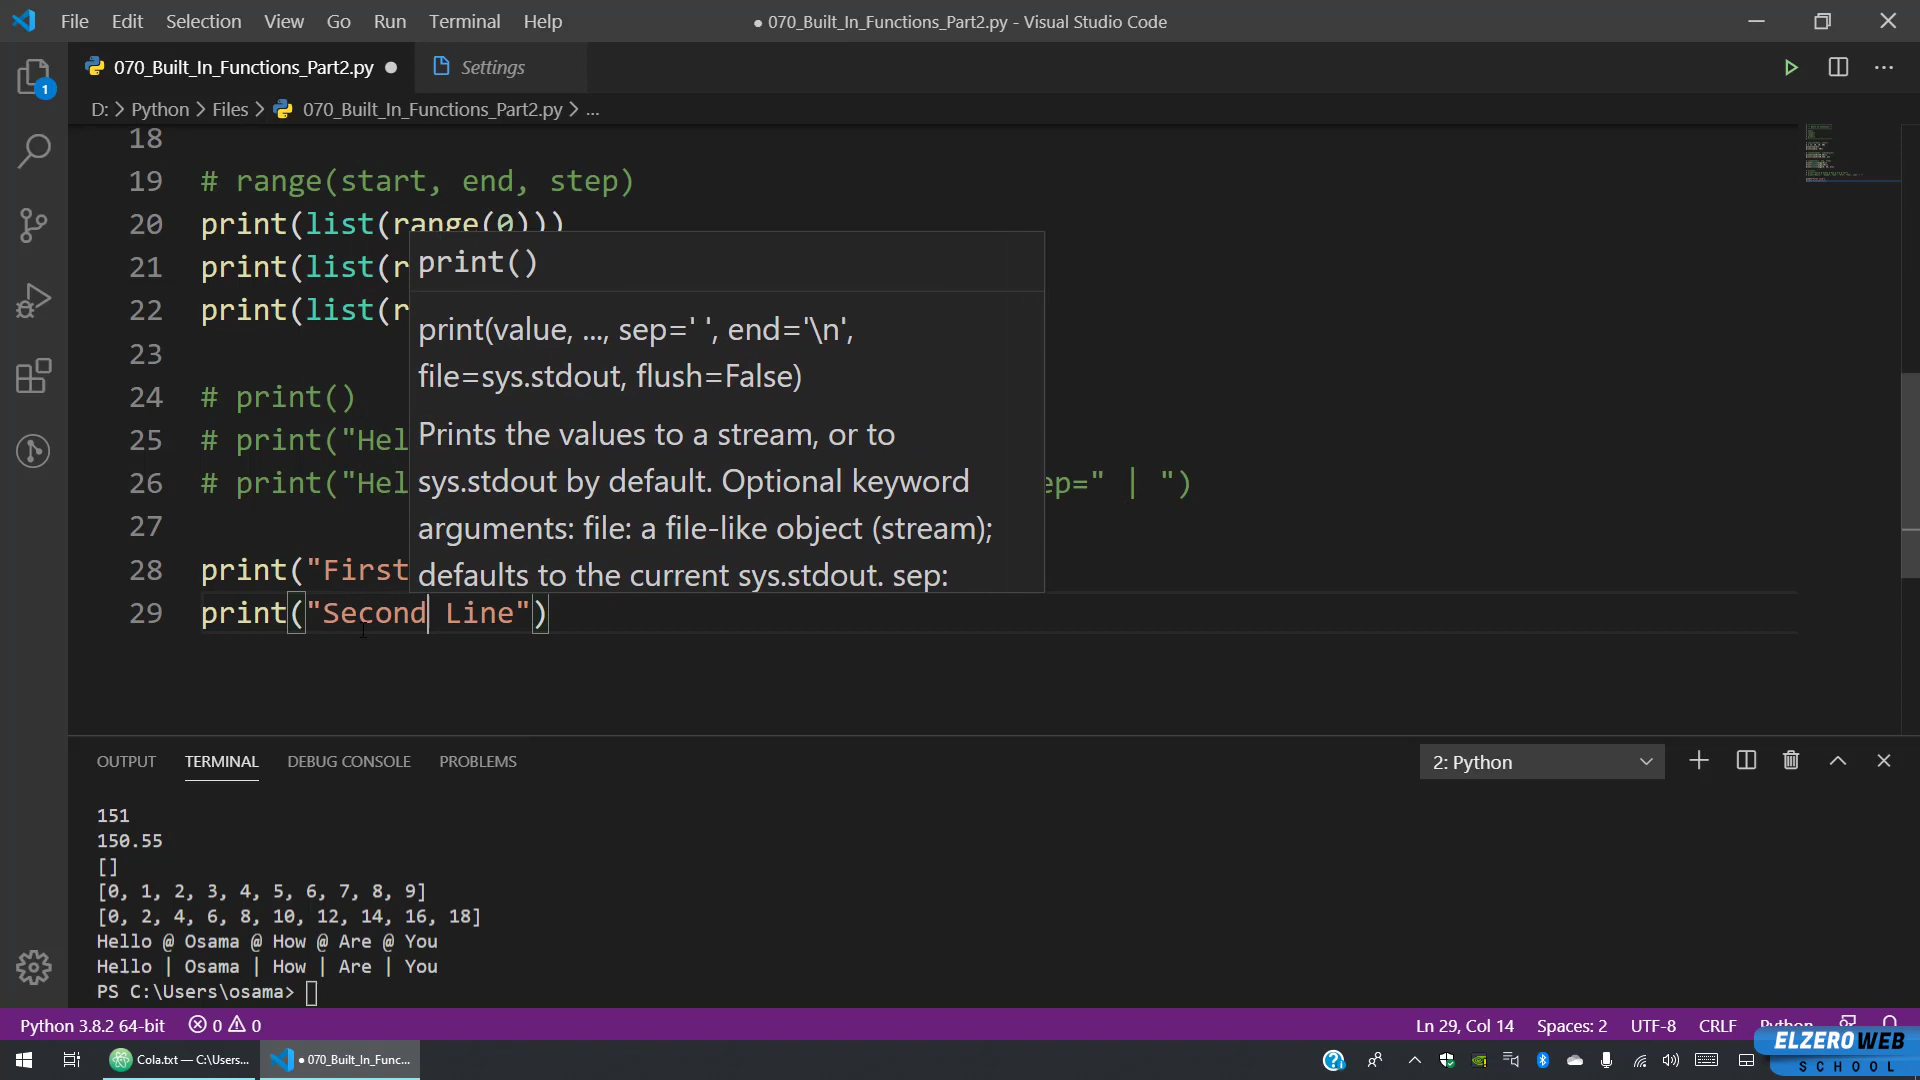 File Edit Selection View Go Run Terminal Help
● 070_Built_In_Functions_Part2.py - Visual Studio Code
070_Built_In_Functions_Part2.py ●
Settings
1
D: > Python > Files > 070_Built_In_Functions_Part2.py > ...
18
19 # range(start, end, step)
20 print(list(range(0)))
21 print(list(r
22 print(list(r
23
24 # print()
25 # print("Hel
26 # print("Hel ep=" | ")
27
28 print("First
29 print("Second Line")
print()
print(value, ..., sep=' ', end='\n',
file=sys.stdout, flush=False)
Prints the values to a stream, or to
sys.stdout by default. Optional keyword
arguments: file: a file-like object (stream);
defaults to the current sys.stdout. sep:
OUTPUT TERMINAL DEBUG CONSOLE PROBLEMS
2: Python
151
150.55
[]
[0, 1, 2, 3, 4, 5, 6, 7, 8, 9]
[0, 2, 4, 6, 8, 10, 12, 14, 16, 18]
Hello @ Osama @ How @ Are @ You
Hello | Osama | How | Are | You
PS C:\Users\osama>
Python 3.8.2 64-bit 0 0
Ln 29, Col 14 Spaces: 2 UTF-8 CRLF Python
Cola.txt — C:\Users...
● 070_Built_In_Func...
ELZEROWEB
SCHOOL